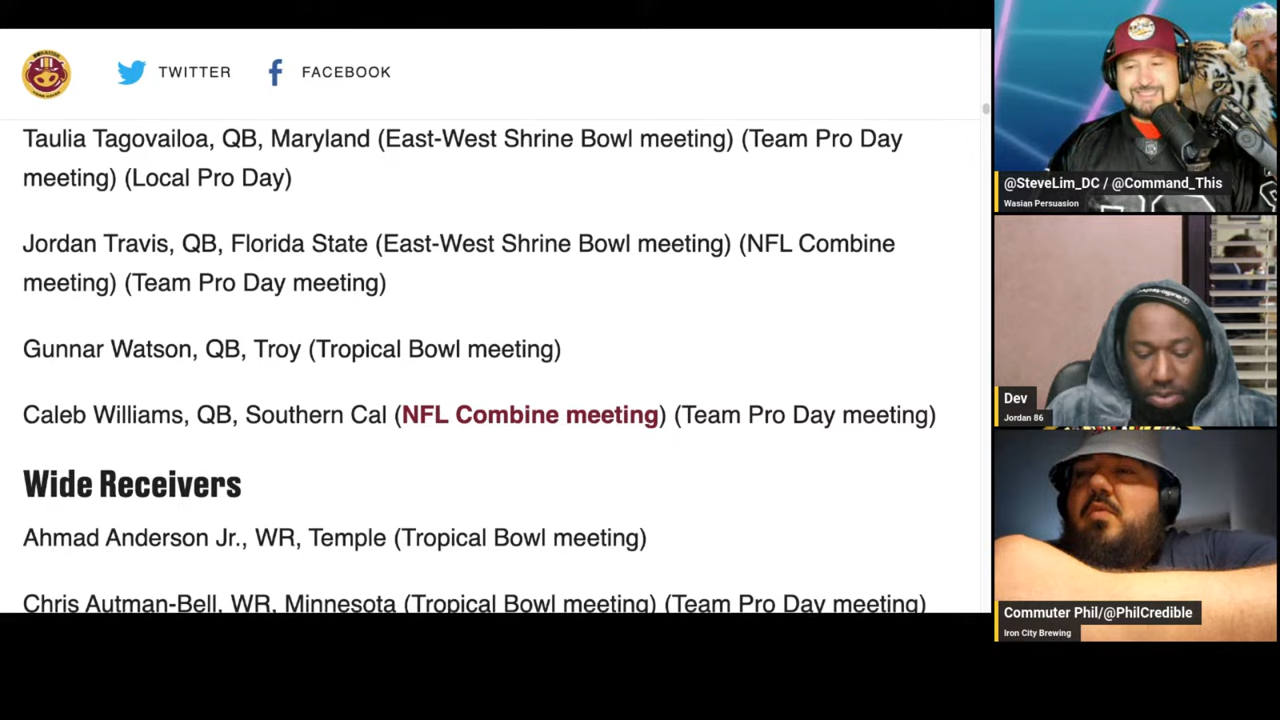 TWITTER
FACEBOOK
Taulia Tagovailoa, QB, Maryland (East-West Shrine Bowl meeting) (Team Pro Day
meeting) (Local Pro Day)
Jordan Travis, QB, Florida State (East-West Shrine Bowl meeting) (NFL Combine
meeting) (Team Pro Day meeting)
Gunnar Watson, QB, Troy (Tropical Bowl meeting)
Caleb Williams, QB, Southern Cal (NFL Combine meeting) (Team Pro Day meeting)
Wide Receivers
Ahmad Anderson Jr., WR, Temple (Tropical Bowl meeting)
Chris Autman-Bell, WR, Minnesota (Tropical Bowl meeting) (Team Pro Day meeting)
@SteveLim_DC / @Command_This
Wasian Persuasion
Dev
Jordan 86
Commuter Phil/@PhilCredible
Iron City Brewing